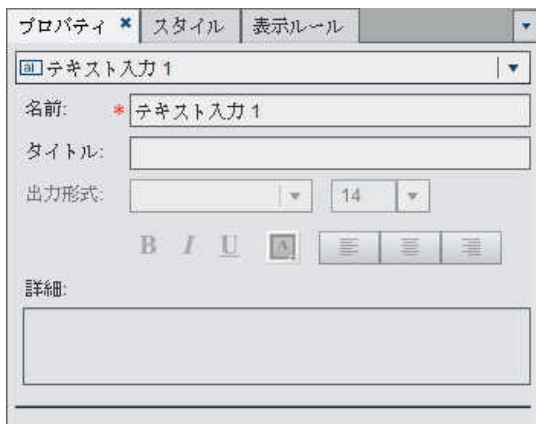 プロパティ スタイル 表示ルール
テキスト入力 1
名前: * テキスト入力 1
タイトル:
出力形式: 14
B I U A
詳細: